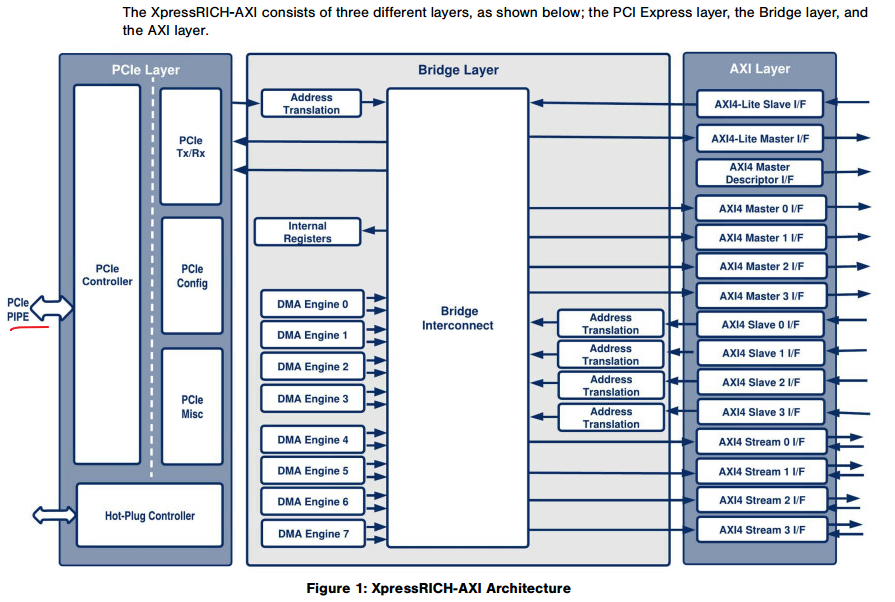 The XpressRICH-AXI consists of three different layers, as shown below; the PCI Express layer, the Bridge layer, and
the AXI layer.
PCIe Layer
Bridge Layer
AXI Layer
PCIe
PIPE
PCIe
Controller
PCIe
Tx/Rx
PCIe
Config
PCIe
Misc
Hot-Plug Controller
Address
Translation
Internal
Registers
DMA Engine 0
DMA Engine 1
DMA Engine 2
DMA Engine 3
DMA Engine 4
DMA Engine 5
DMA Engine 6
DMA Engine 7
Bridge
Interconnect
Address
Translation
Address
Translation
Address
Translation
Address
Translation
AXI4-Lite Slave I/F
AXI4-Lite Master I/F
AXI4 Master
Descriptor I/F
AXI4 Master 0 I/F
AXI4 Master 1 I/F
AXI4 Master 2 I/F
AXI4 Master 3 I/F
AXI4 Slave 0 I/F
AXI4 Slave 1 I/F
AXI4 Slave 2 I/F
AXI4 Slave 3 I/F
AXI4 Stream 0 I/F
AXI4 Stream 1 I/F
AXI4 Stream 2 I/F
AXI4 Stream 3 I/F
Figure 1: XpressRICH-AXI Architecture